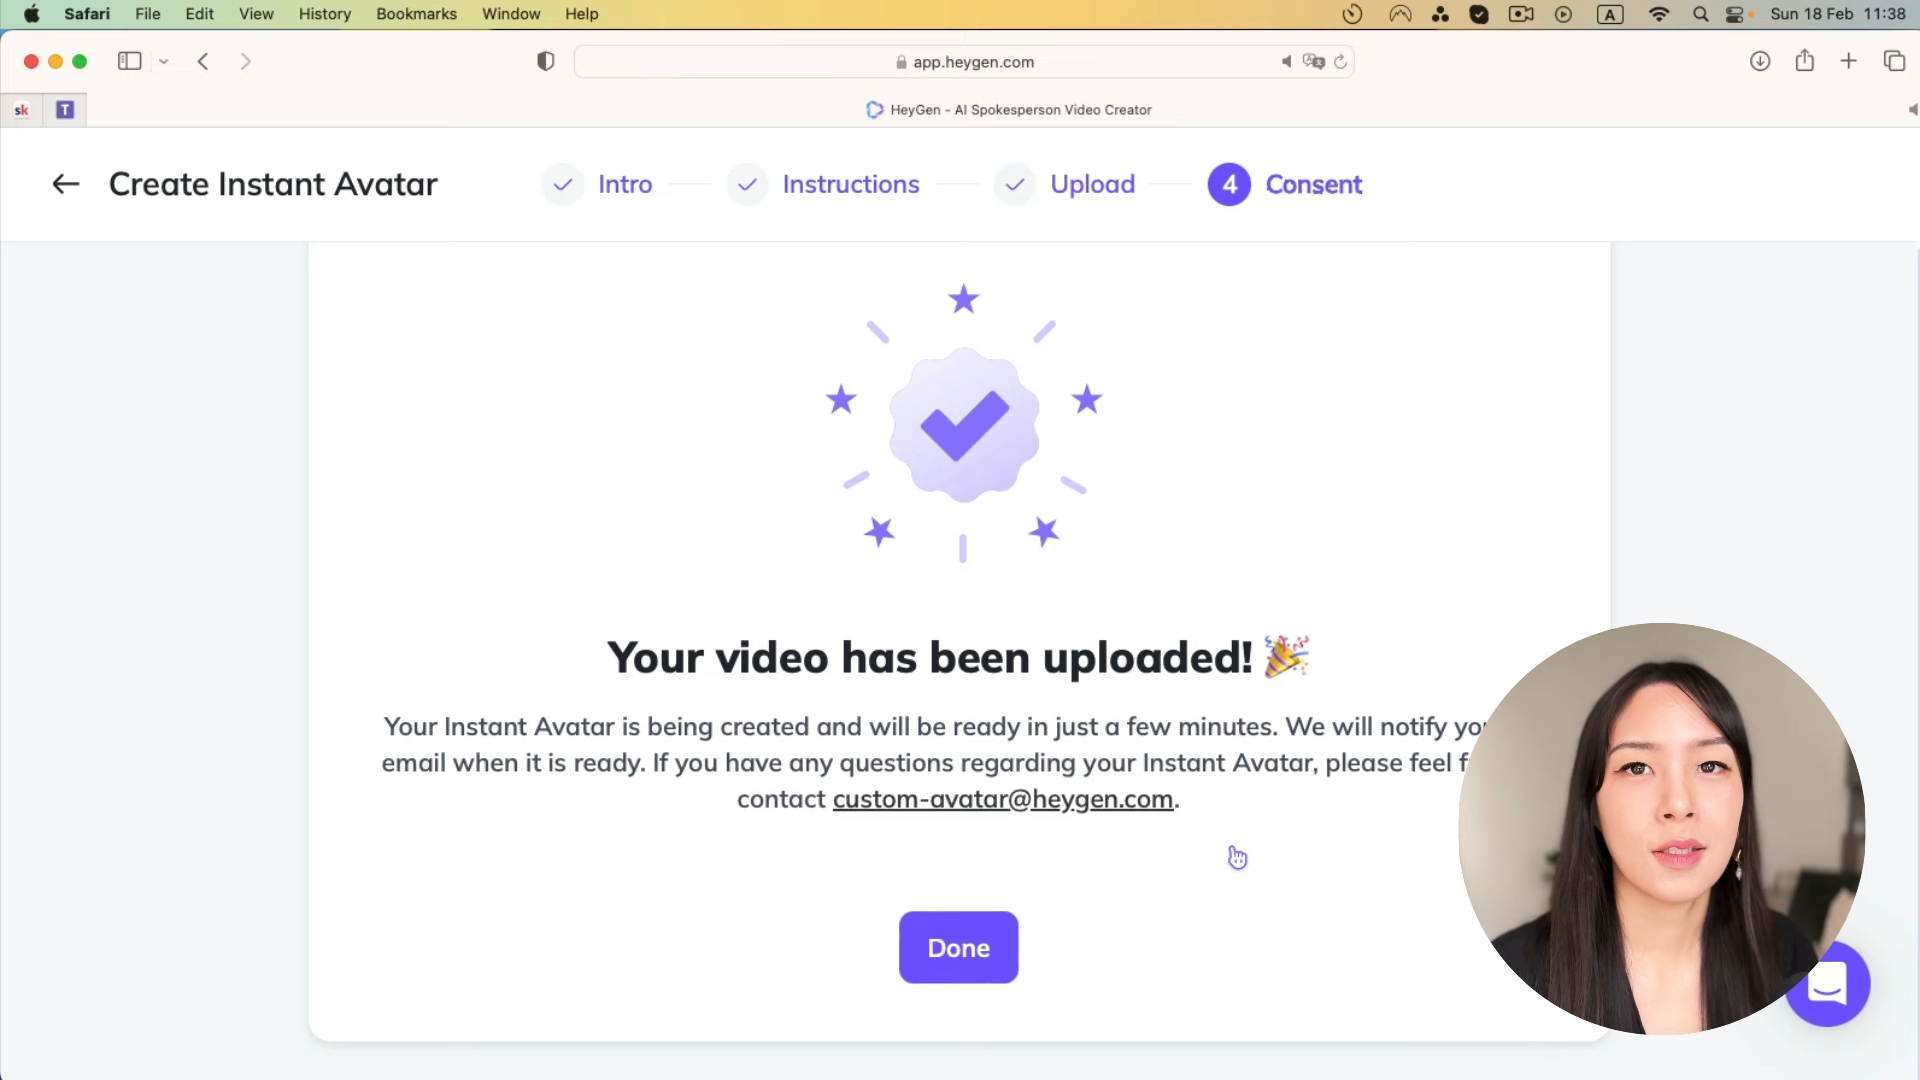 Safari File Edit View History Bookmarks Window Help A Sun 18 Feb 11:38
app.heygen.com
sk T HeyGen - AI Spokesperson Video Creator
Create Instant Avatar Intro Instructions Upload 4 Consent
Your video has been uploaded! 🎉
Your Instant Avatar is being created and will be ready in just a few minutes. We will notify
email when it is ready. If you have any questions regarding your Instant Avatar, please feel
contact custom-avatar@heygen.com.
Done